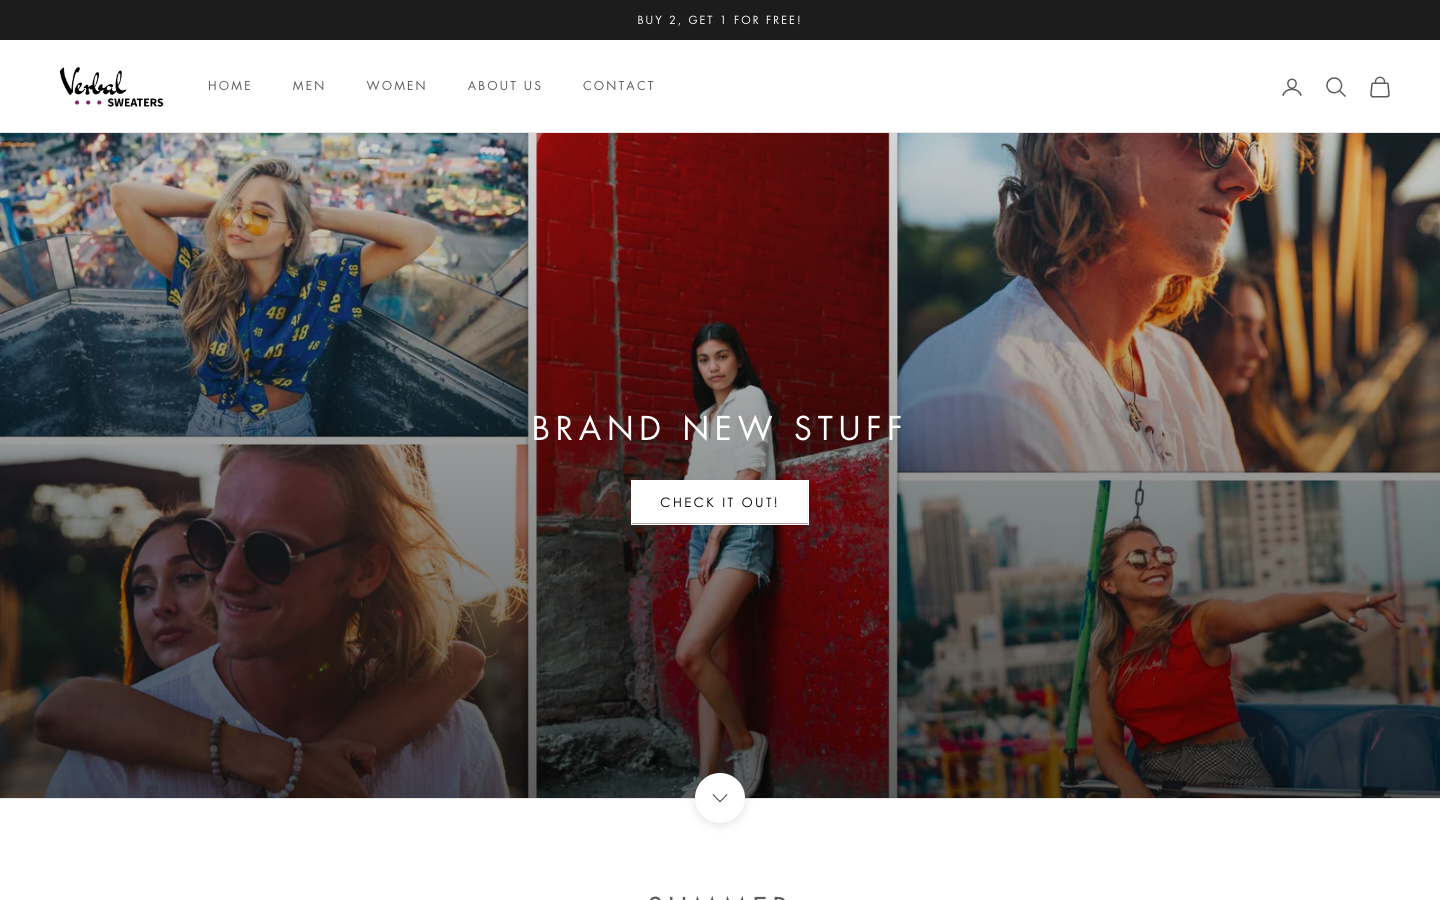 BUY 2, GET 1 FOR FREE!
Verbal
SWEATERS
HOME MEN WOMEN ABOUT US CONTACT
BRAND NEW STUFF
CHECK IT OUT!
SUMMER